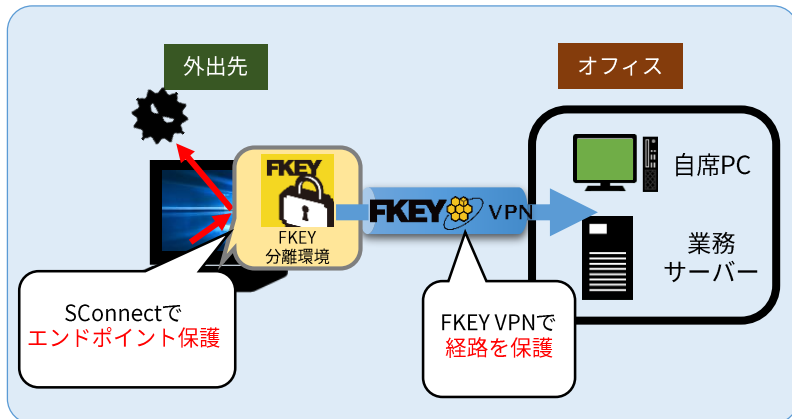 外出先
オフィス
FKEY
FKEY
分離環境
FKEY VPN
自席PC
業務
サーバー
SConnectで
エンドポイント保護
FKEY VPNで
経路を保護